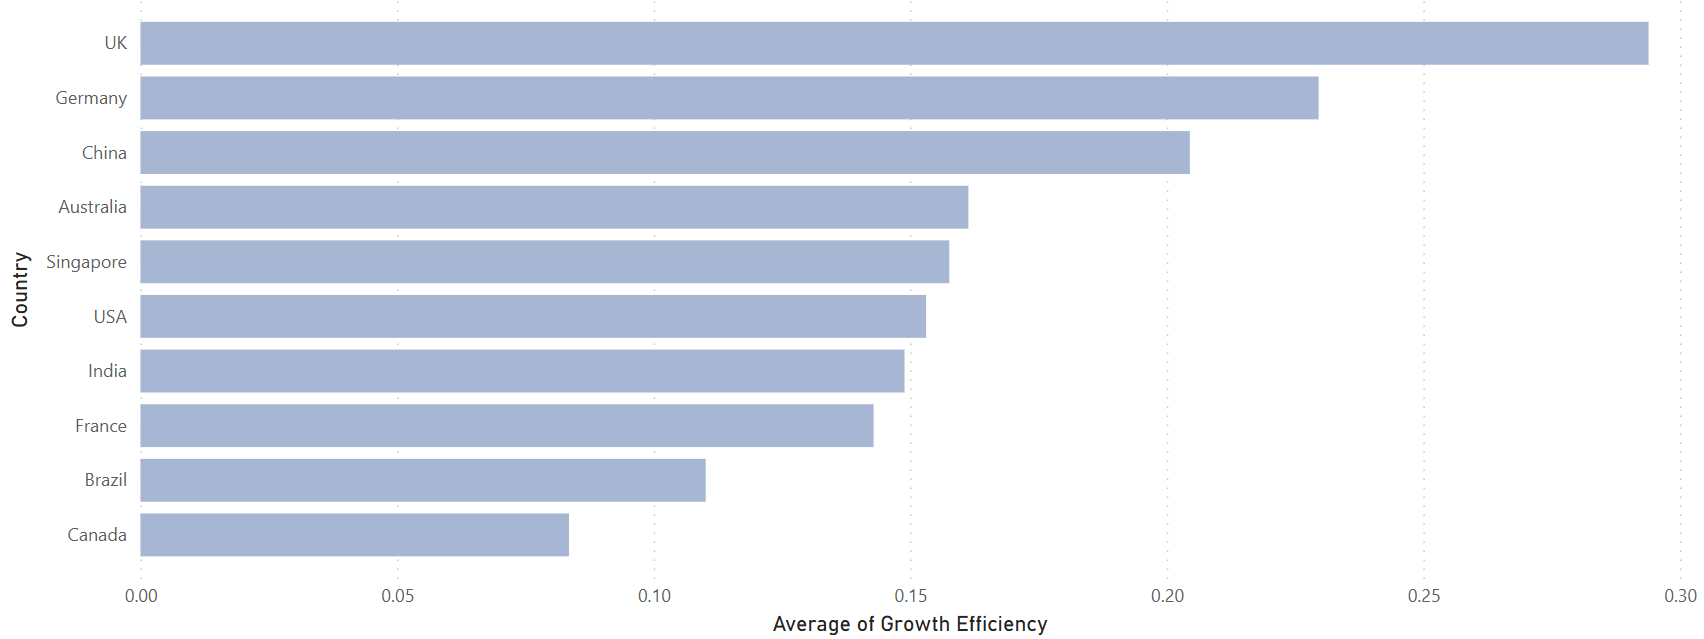 Country
UK
Germany
China
Australia
Singapore
USA
India
France
Brazil
Canada
0.00 0.05 0.10 0.15 0.20 0.25 0.30
Average of Growth Efficiency